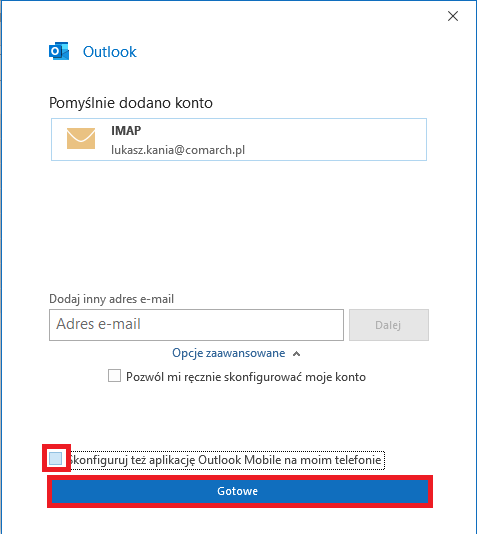 Outlook
Pomyślnie dodano konto
IMAP
lukasz.kania@comarch.pl
Dodaj inny adres e-mail
Adres e-mail
Dalej
Opcje zaawansowane
Pozwól mi ręcznie skonfigurować moje konto
Skonfiguruj też aplikację Outlook Mobile na moim telefonie
Gotowe